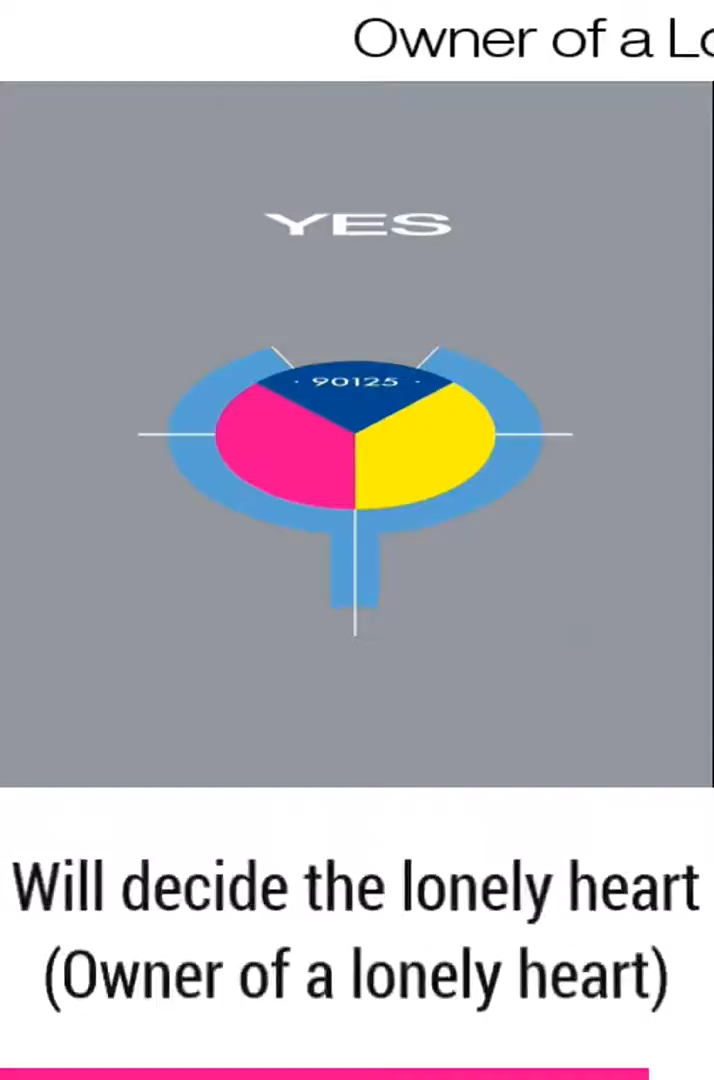 Owner of a Lo
YES
· 90125 ·
Will decide the lonely heart
(Owner of a lonely heart)